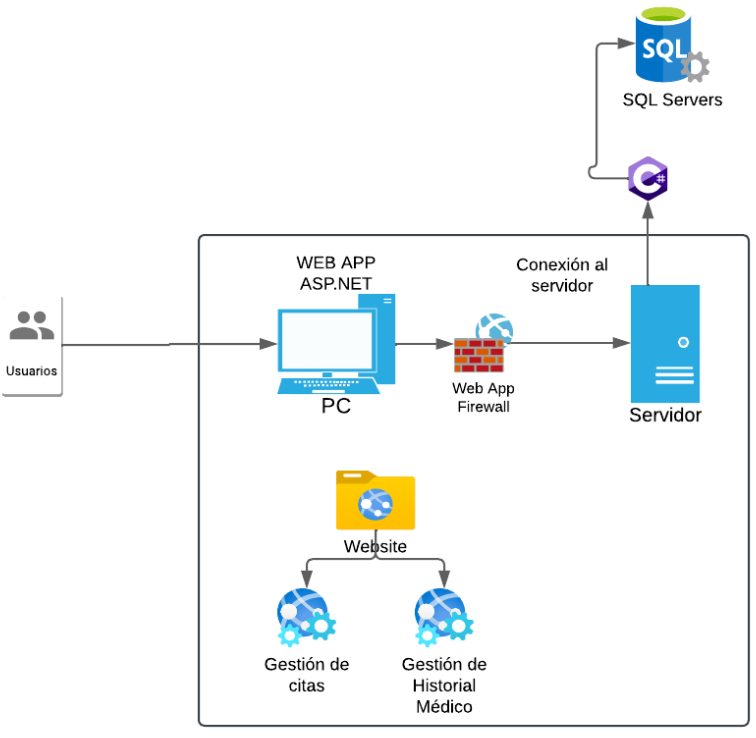 SQL
SQL Servers
C#
WEB APP
ASP.NET
Conexión al
servidor
Usuarios
PC
Web App
Firewall
Servidor
Website
Gestión de
citas
Gestión de
Historial
Médico